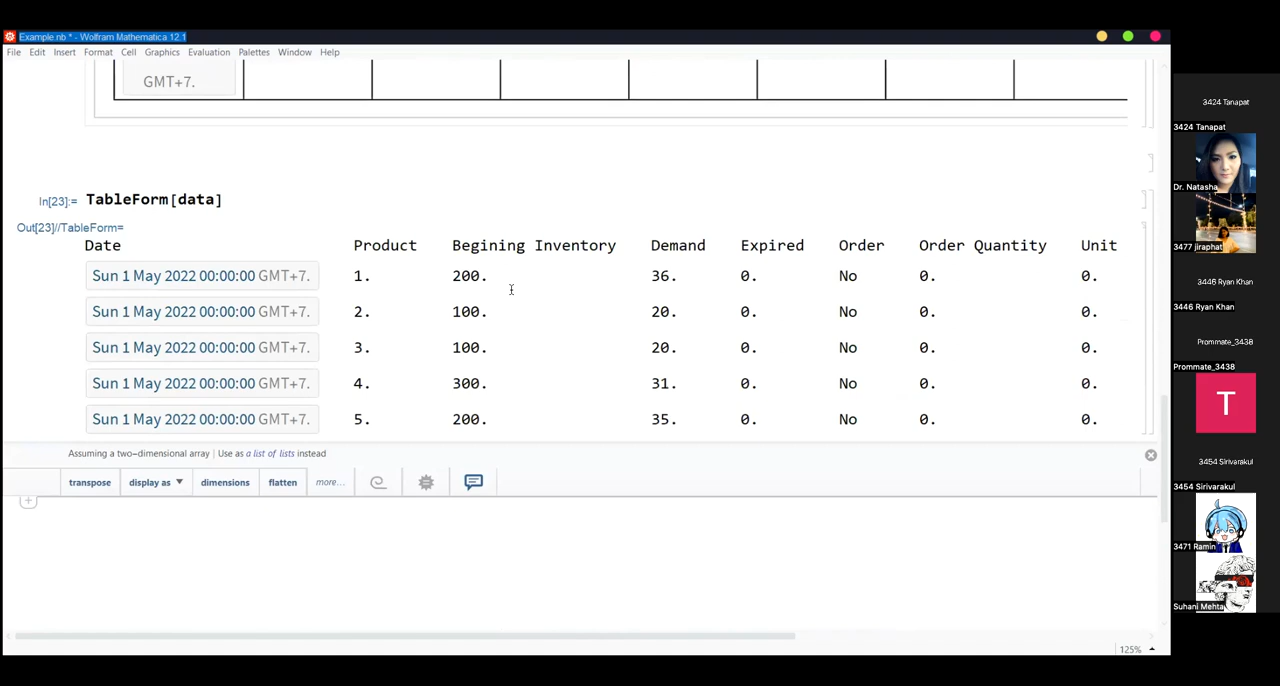 Example.nb * - Wolfram Mathematica 12.1
File Edit Insert Format Cell Graphics Evaluation Palettes Window Help
GMT+7.
In[23]:= TableForm[data]
Out[23]//TableForm=
Date Product Begining Inventory Demand Expired Order Order Quantity Unit
Sun 1 May 2022 00:00:00 GMT+7. 1. 200. 36. 0. No 0. 0.
Sun 1 May 2022 00:00:00 GMT+7. 2. 100. 20. 0. No 0. 0.
Sun 1 May 2022 00:00:00 GMT+7. 3. 100. 20. 0. No 0. 0.
Sun 1 May 2022 00:00:00 GMT+7. 4. 300. 31. 0. No 0. 0.
Sun 1 May 2022 00:00:00 GMT+7. 5. 200. 35. 0. No 0. 0.
Assuming a two-dimensional array | Use as a list of lists instead
transpose display as dimensions flatten more...
125%
3424 Tanapat
3424 Tanapat
Dr. Natasha
3477 jiraphat
3446 Ryan Khan
3446 Ryan Khan
Prommate_3438
Prommate_3438
T
3454 Sirivarakul
3454 Sirivarakul
3471 Ramin
Suhani Mehta